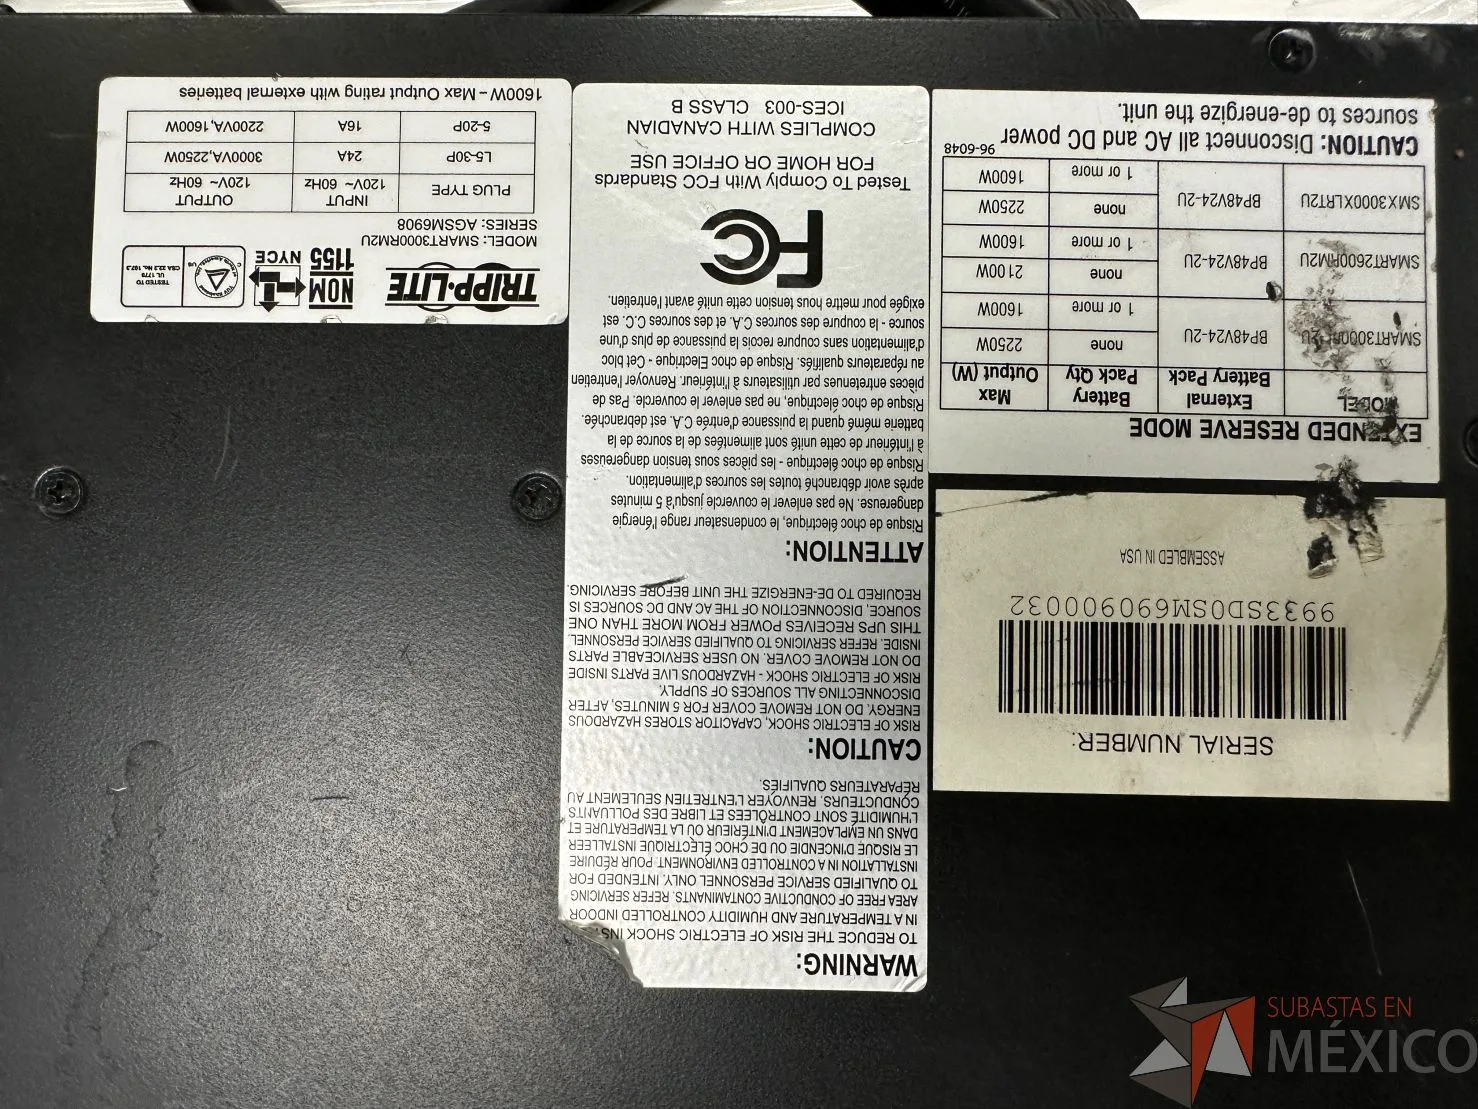 WARNING:
TO REDUCE THE RISK OF ELECTRIC SHOCK
IN A TEMPERATURE AND HUMIDITY CONTROLLED INDOOR
AREA FREE OF CONDUCTIVE CONTAMINANTS. REFER SERVICING
TO QUALIFIED SERVICE PERSONNEL ONLY. INTENDED FOR
INSTALLATION IN A CONTROLLED ENVIRONMENT. POUR RÉDUIRE
LE RISQUE D'INCENDIE OU DE CHOC ÉLECTRIQUE INSTALLEER
DANS UN EMPLACEMENT D'INTÉRIEUR OÙ LA TEMPÉRATURE ET
L'HUMIDITÉ SONT CONTRÔLÉES ET LIBRE DES POLLUANTS
CONDUCTEURS. RENVOYER L'ENTRETIEN SEULEMENT AU
RÉPARATEURS QUALIFIÉS.
CAUTION:
RISK OF ELECTRIC SHOCK, CAPACITOR STORES HAZARDOUS
ENERGY. DO NOT REMOVE COVER FOR 5 MINUTES, AFTER
DISCONNECTING ALL SOURCES OF SUPPLY.
RISK OF ELECTRIC SHOCK - HAZARDOUS LIVE PARTS INSIDE
DO NOT REMOVE COVER. NO USER SERVICEABLE PARTS
INSIDE. REFER SERVICING TO QUALIFIED SERVICE PERSONNEL.
THIS UPS RECEIVES POWER FROM MORE THAN ONE
SOURCE, DISCONNECTION OF THE AC AND DC SOURCES IS
REQUIRED TO DE-ENERGIZE THE UNIT BEFORE SERVICING.
ATTENTION:
Risque de choc électrique, le condensateur range l'énergie
dangereuse. Ne pas enlever le couvercle jusqu'à 5 minutes
après avoir débranché toutes les sources d'alimentation.
Risque de choc électrique - les pièces sous tension dangereuses
à l'intérieur de cette unité sont alimentées de la source de la
batterie même quand la puissance d'entrée C.A. est debranchée.
Risque de choc électrique, ne pas enlever le couvercle. Pas de
pièces entretenues par utilisateurs à l'intérieur. Renvoyer l'entretien
au réparateurs qualifiés. Risque de choc Électrique - Cet bloc
d'alimentation sans coupure recois la puissance de plus d'une
source - la coupure des sources C.A. et des sources C.C. est
exigée pour mettre hous tension cette unité avant l'entretien.
FC
Tested To Comply With FCC Standards
FOR HOME OR OFFICE USE
COMPLIES WITH CANADIAN
ICES-003 CLASS B
SERIAL NUMBER:
9933SD0SM690900032
ASSEMBLED IN USA
EXTENDED RESERVE MODE
MODEL External Battery Pack Battery Pack Qty Max Output (W)
SMART3000RM2U BP48V24-2U none 2250W
1 or more 1600W
SMART2600RM2U BP48V24-2U none 2100W
1 or more 1600W
SMX3000XLRT2U BP48V24-2U none 2250W
1 or more 1600W
CAUTION: Disconnect all AC and DC power 96-6048
sources to de-energize the unit.
TRIPP·LITE NOM 1155 NYCE
TESTED TO
UL 1778
CSA 22.2 No. 107.3
C US
MODEL: SMART3000RM2U
SERIES: AGSM6908
PLUG TYPE INPUT 120V~ 60Hz OUTPUT 120V~ 60Hz
L5-30P 24A 3000VA,2250W
5-20P 16A 2200VA,1600W
1600W – Max Output rating with external batteries
SUBASTAS EN
MÉXICO